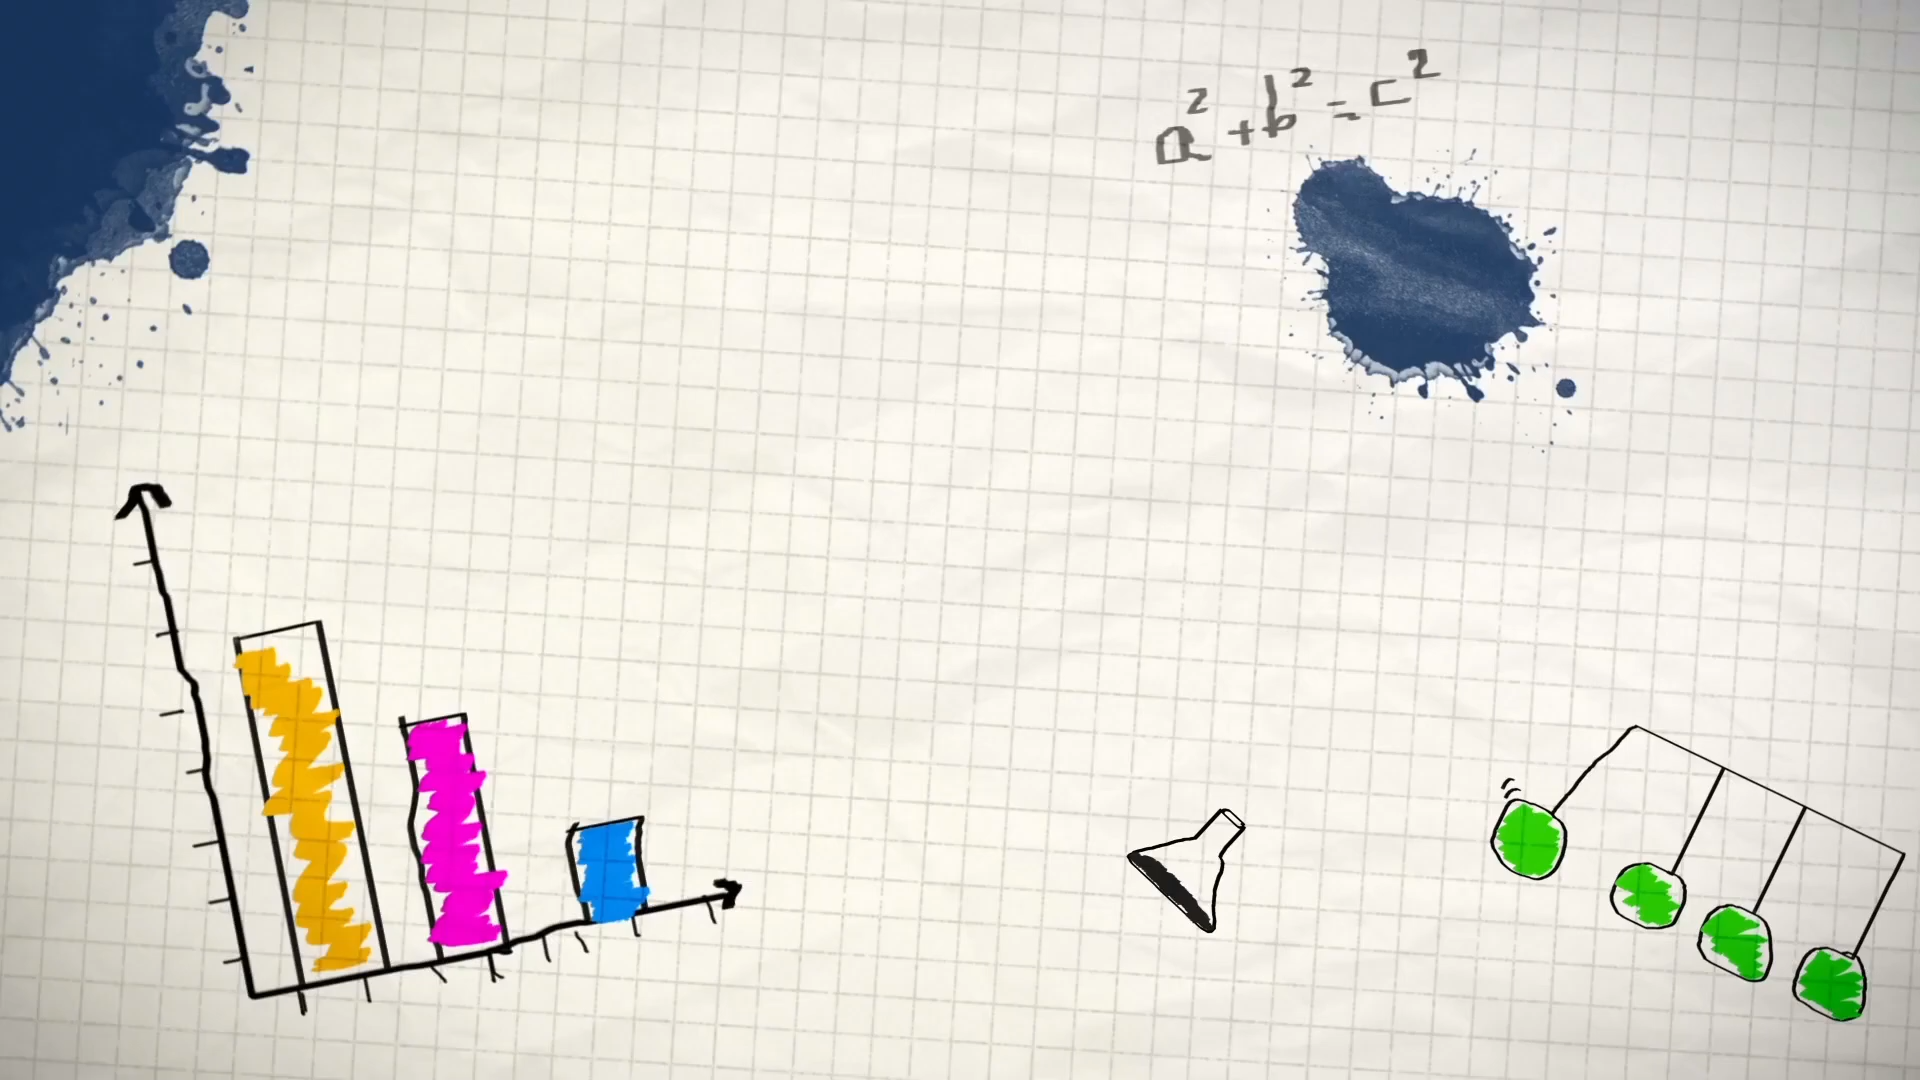 a² + b² = c²